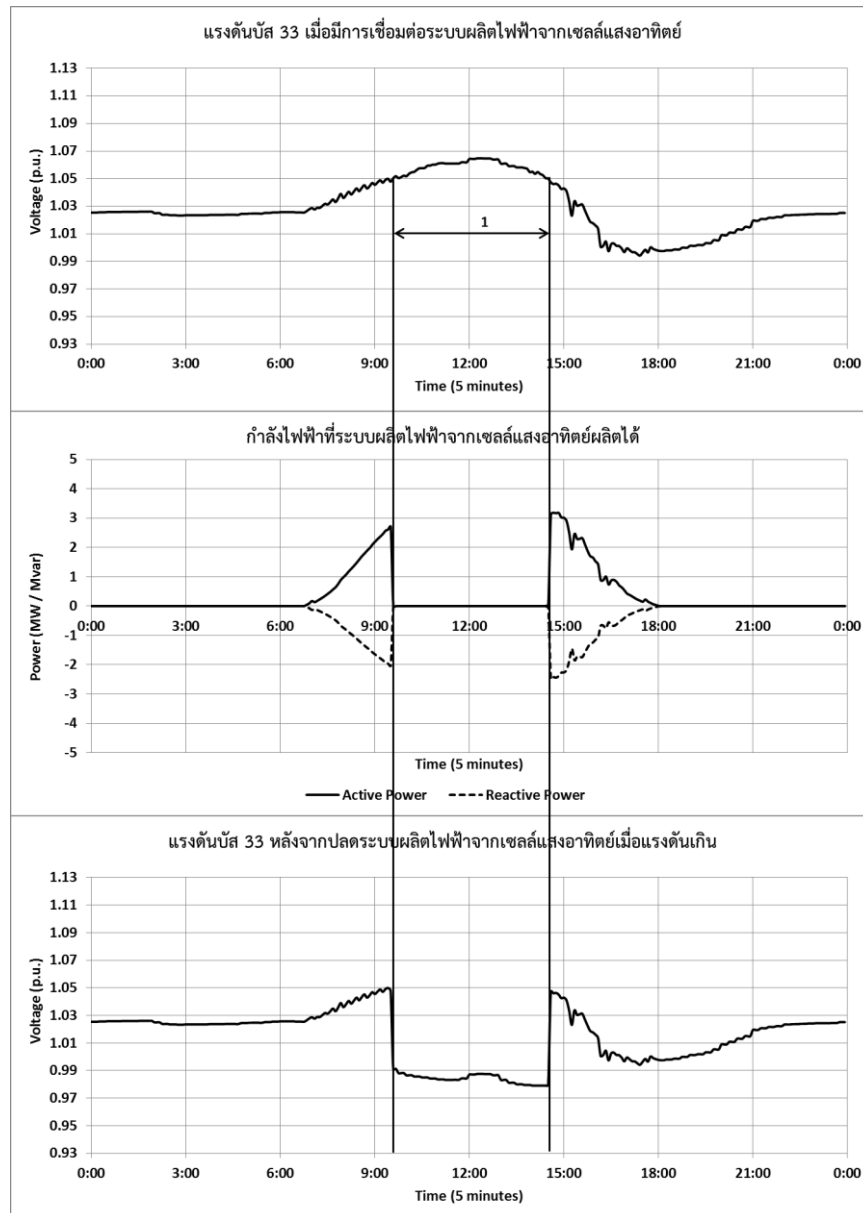 แรงดันบัส 33 เมื่อมีการเชื่อมต่อระบบผลิตไฟฟ้าจากเซลล์แสงอาทิตย์
Voltage (p.u.)
1.13
1.11
1.09
1.07
1.05
1.03
1.01
0.99
0.97
0.95
0.93
1
0:00 3:00 6:00 9:00 12:00 15:00 18:00 21:00 0:00
Time (5 minutes)
กำลังไฟฟ้าที่ระบบผลิตไฟฟ้าจากเซลล์แสงอาทิตย์ผลิตได้
Power (MW / Mvar)
5
4
3
2
1
0
-1
-2
-3
-4
-5
0:00 3:00 6:00 9:00 12:00 15:00 18:00 21:00 0:00
Time (5 minutes)
Active Power Reactive Power
แรงดันบัส 33 หลังจากปลดระบบผลิตไฟฟ้าจากเซลล์แสงอาทิตย์เมื่อแรงดันเกิน
Voltage (p.u.)
1.13
1.11
1.09
1.07
1.05
1.03
1.01
0.99
0.97
0.95
0.93
0:00 3:00 6:00 9:00 12:00 15:00 18:00 21:00 0:00
Time (5 minutes)